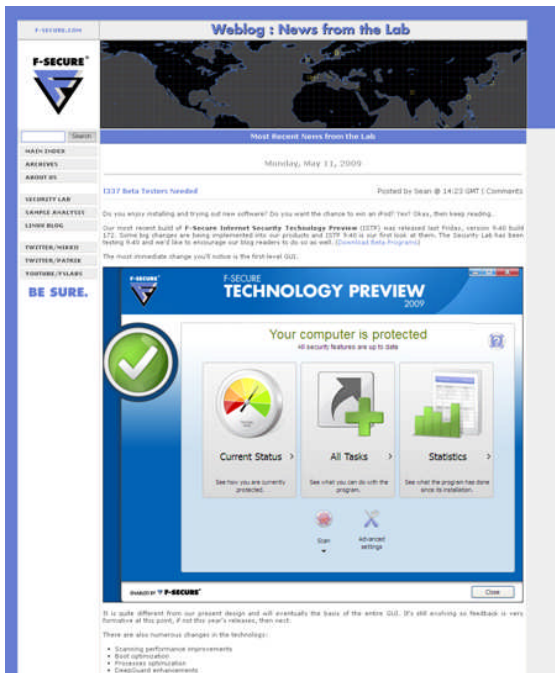 F-SECURE.COM
Weblog : News from the Lab
F-SECURE
Search
Most Recent News from the Lab
MAIN INDEX
ARCHIVES
ABOUT US
SECURITY LAB
SAMPLE ANALYSIS
LINUX BLOG
TWITTER/MIKKO
TWITTER/PATRIK
YOUTUBE/FSLABS
BE SURE.
Monday, May 11, 2009
1337 Beta Testers Needed
Posted by Sean @ 14:23 GMT | Comments
Do you enjoy installing and trying out new software? Do you want the chance to win an iPod? Yes? Okay, then keep reading.
Our most recent build of F-Secure Internet Security Technology Preview (ISTP) was released last Friday, version 9.40 build
172. Some big changes are being implemented into our products and ISTP 9.40 is our first look at them. The Security Lab has been
testing 9.40 and we'd like to encourage our blog readers to do so as well. (Download Beta Programs)
The most immediate change you'll notice is the first level GUI.
F-SECURE
TECHNOLOGY PREVIEW
2009
Your computer is protected
All security features are up to date
Current Status
See how you are currently
protected.
All Tasks
See what you can do with the
program.
Statistics
See what the program has done
since its installation.
Scan
Advanced
settings
ENABLED BY F-SECURE
Close
It is quite different from our present design and will eventually the basis of the entire GUI. It's still evolving so feedback is very
formative at this point, if not this year's releases, then next.
There are also numerous changes in the technology:
• Scanning performance improvements
• Boot optimization
• Processes optimization
• DeepGuard enhancements